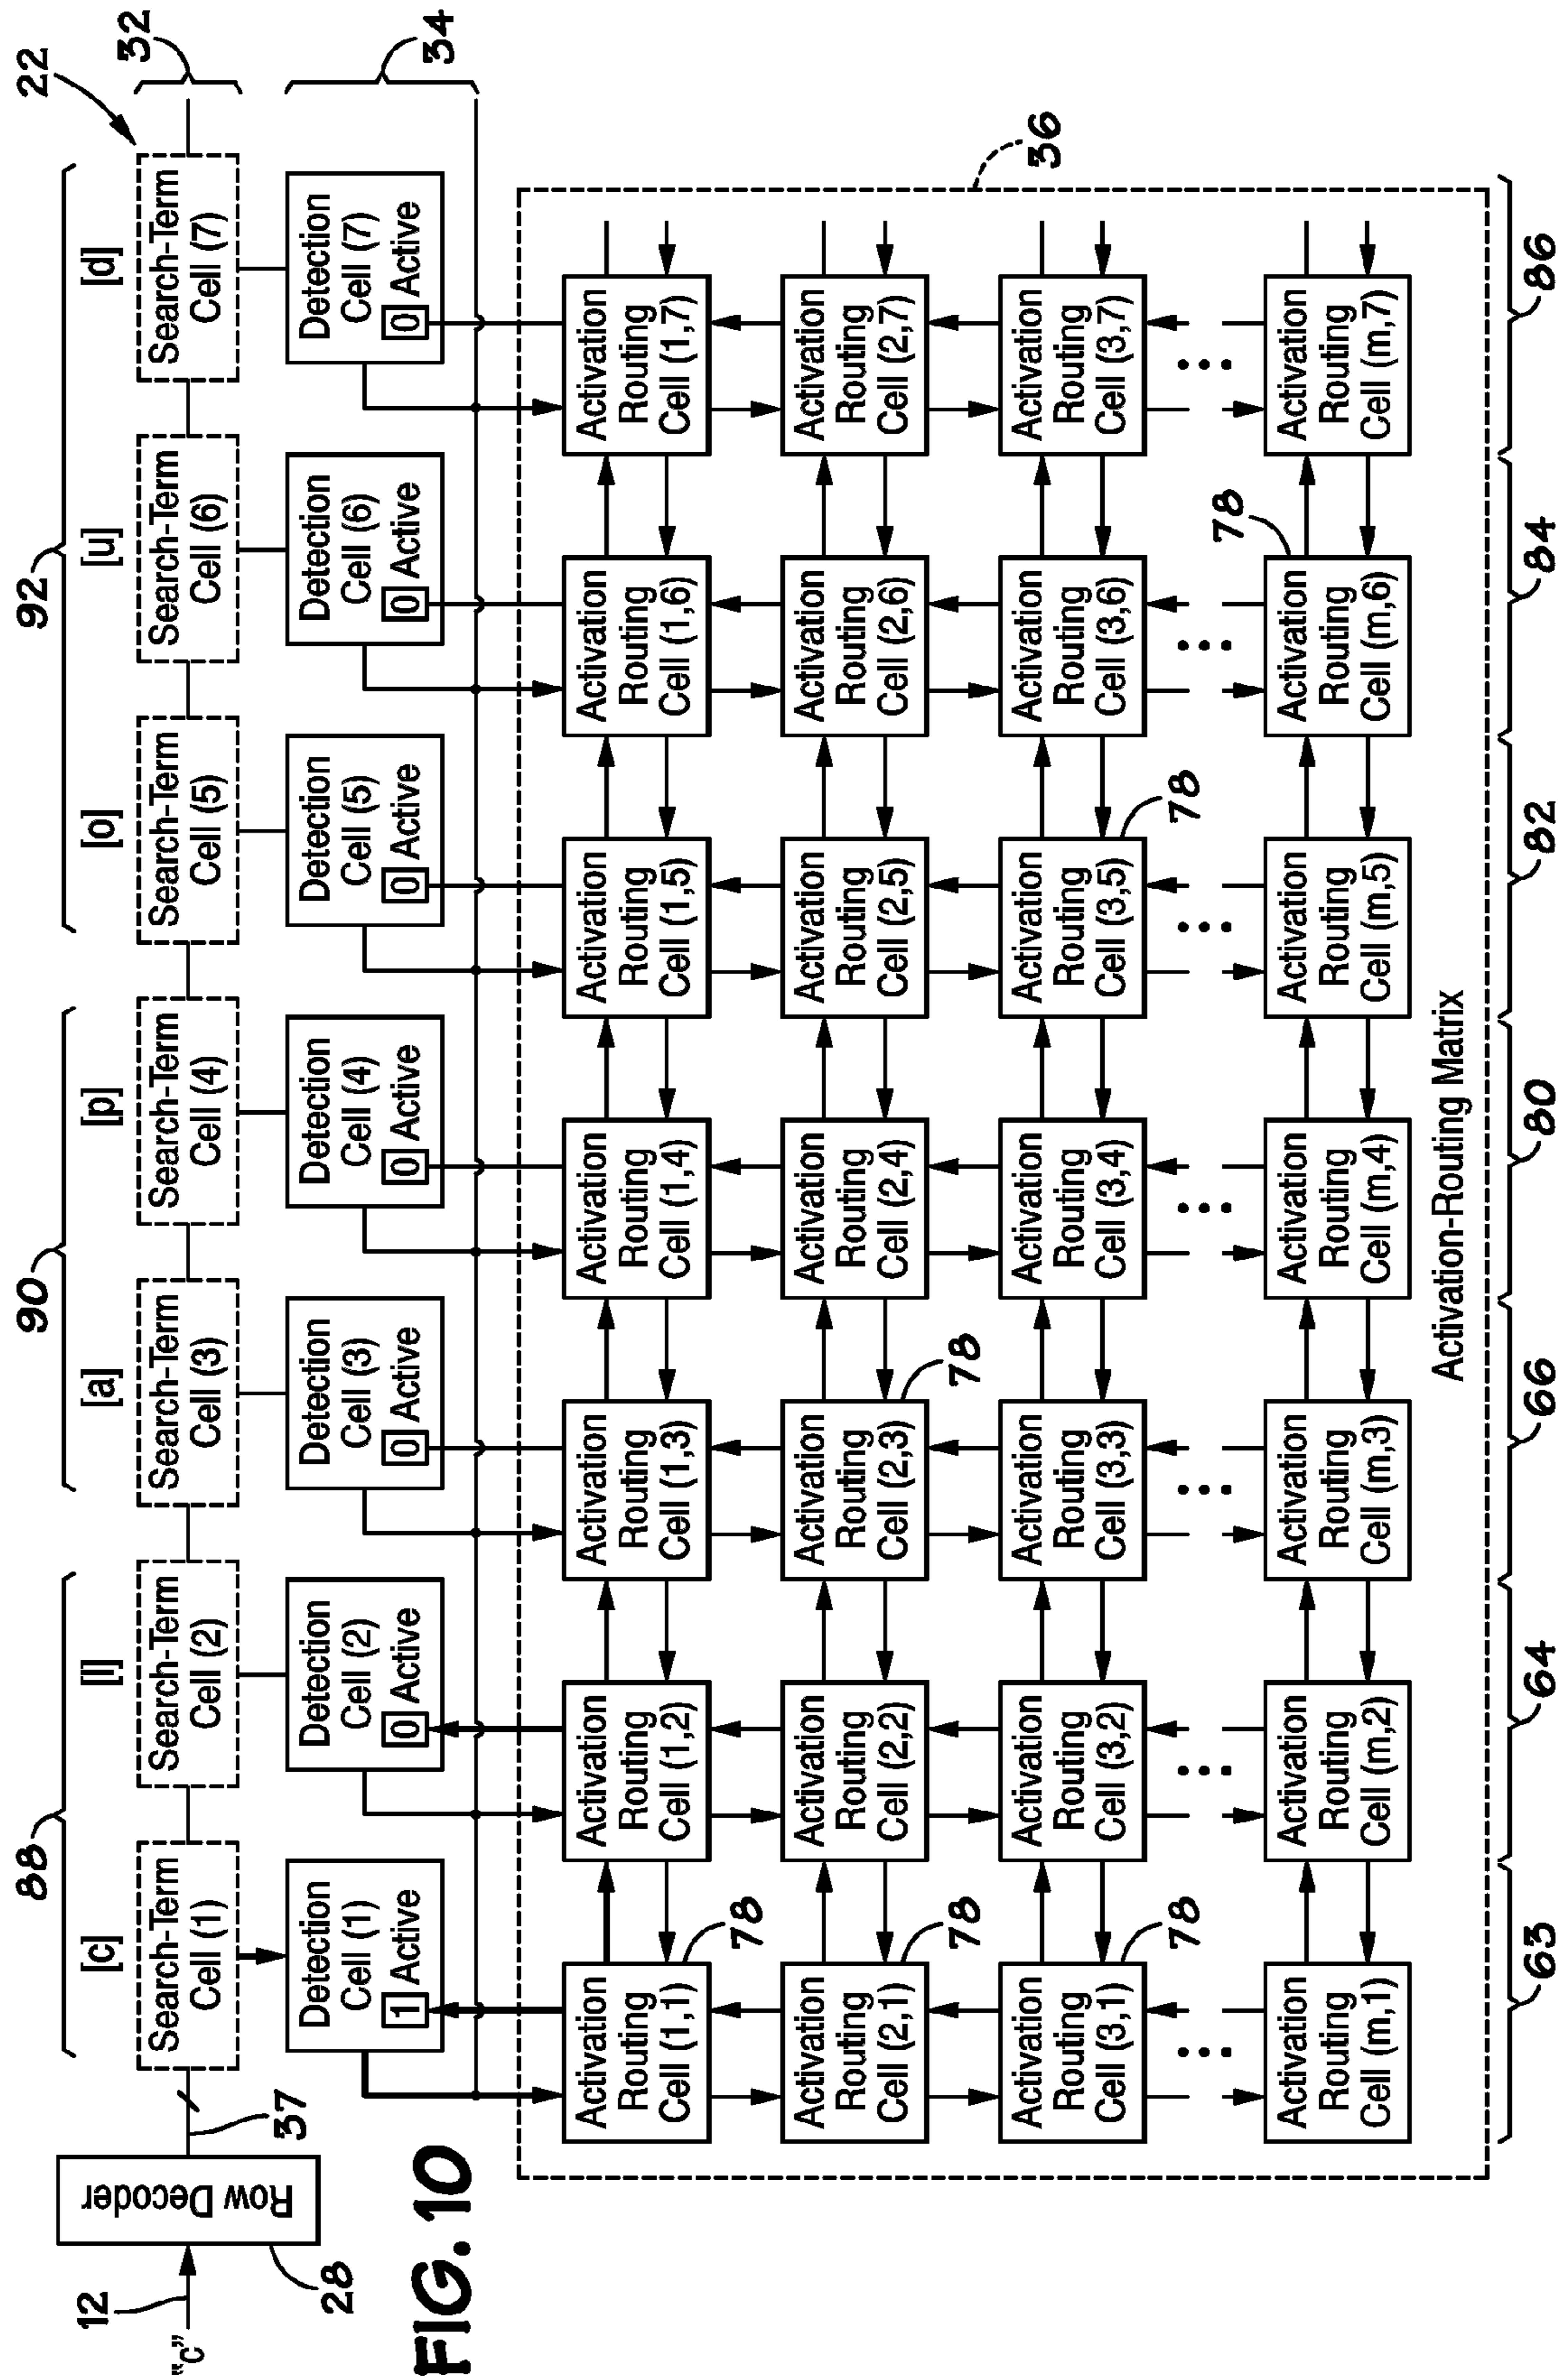 22
88
90
92
[c]
[l]
[a]
[p]
[o]
[u]
[d]
32
12
"c"
Row Decoder
28
37
Search-Term
Cell (1)
Search-Term
Cell (2)
Search-Term
Cell (3)
Search-Term
Cell (4)
Search-Term
Cell (5)
Search-Term
Cell (6)
Search-Term
Cell (7)
34
Detection
Cell (1)
1 Active
Detection
Cell (2)
0 Active
Detection
Cell (3)
0 Active
Detection
Cell (4)
0 Active
Detection
Cell (5)
0 Active
Detection
Cell (6)
0 Active
Detection
Cell (7)
0 Active
FIG. 10
36
Activation
Routing
Cell (1,1)
78
Activation
Routing
Cell (1,2)
Activation
Routing
Cell (1,3)
Activation
Routing
Cell (1,4)
Activation
Routing
Cell (1,5)
Activation
Routing
Cell (1,6)
Activation
Routing
Cell (1,7)
Activation
Routing
Cell (2,1)
78
Activation
Routing
Cell (2,2)
Activation
Routing
Cell (2,3)
78
Activation
Routing
Cell (2,4)
Activation
Routing
Cell (2,5)
Activation
Routing
Cell (2,6)
Activation
Routing
Cell (2,7)
Activation
Routing
Cell (3,1)
78
Activation
Routing
Cell (3,2)
Activation
Routing
Cell (3,3)
Activation
Routing
Cell (3,4)
Activation
Routing
Cell (3,5)
78
Activation
Routing
Cell (3,6)
Activation
Routing
Cell (3,7)
Activation
Routing
Cell (m,1)
Activation
Routing
Cell (m,2)
Activation
Routing
Cell (m,3)
Activation
Routing
Cell (m,4)
Activation
Routing
Cell (m,5)
Activation
Routing
Cell (m,6)
78
Activation
Routing
Cell (m,7)
Activation-Routing Matrix
63
64
66
80
82
84
86